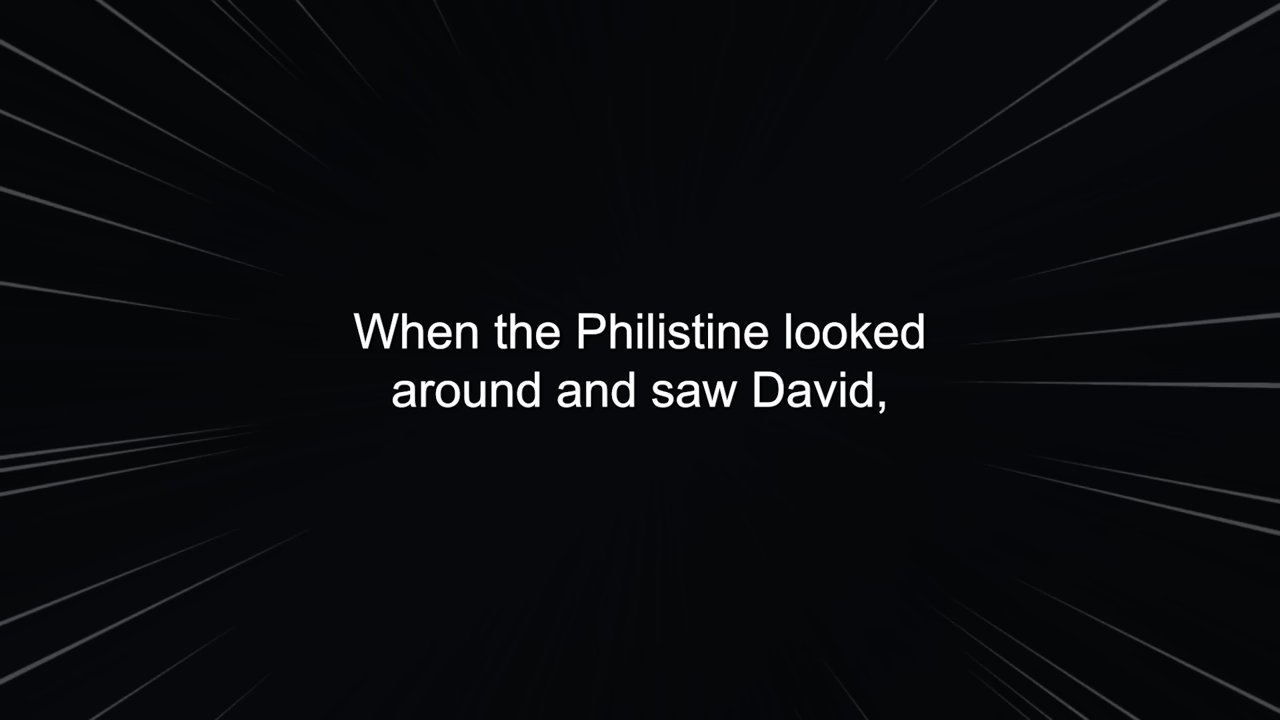 When the Philistine looked
around and saw David,